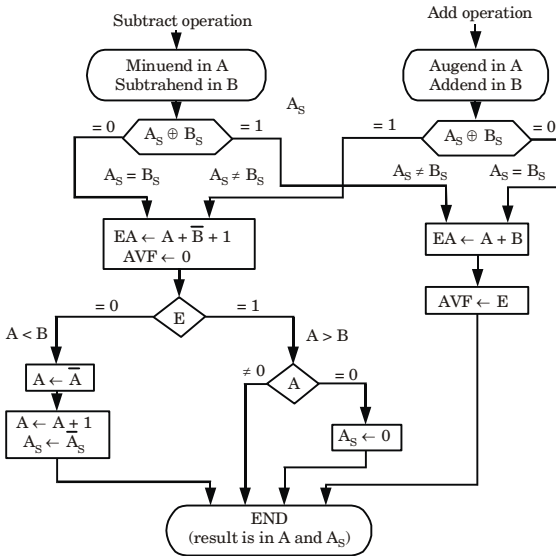 Subtract operation
Add operation
Minuend in A
Subtrahend in B
Augend in A
Addend in B
A_S
= 0
A_S ⊕ B_S
= 1
= 1
A_S ⊕ B_S
= 0
A_S = B_S
A_S ≠ B_S
A_S ≠ B_S
A_S = B_S
EA ← A + B̅ + 1
AVF ← 0
EA ← A + B
= 0
E
= 1
AVF ← E
A < B
A > B
A ← A̅
≠ 0
A
= 0
A ← A + 1
A_S ← A̅_S
A_S ← 0
END
(result is in A and A_S)